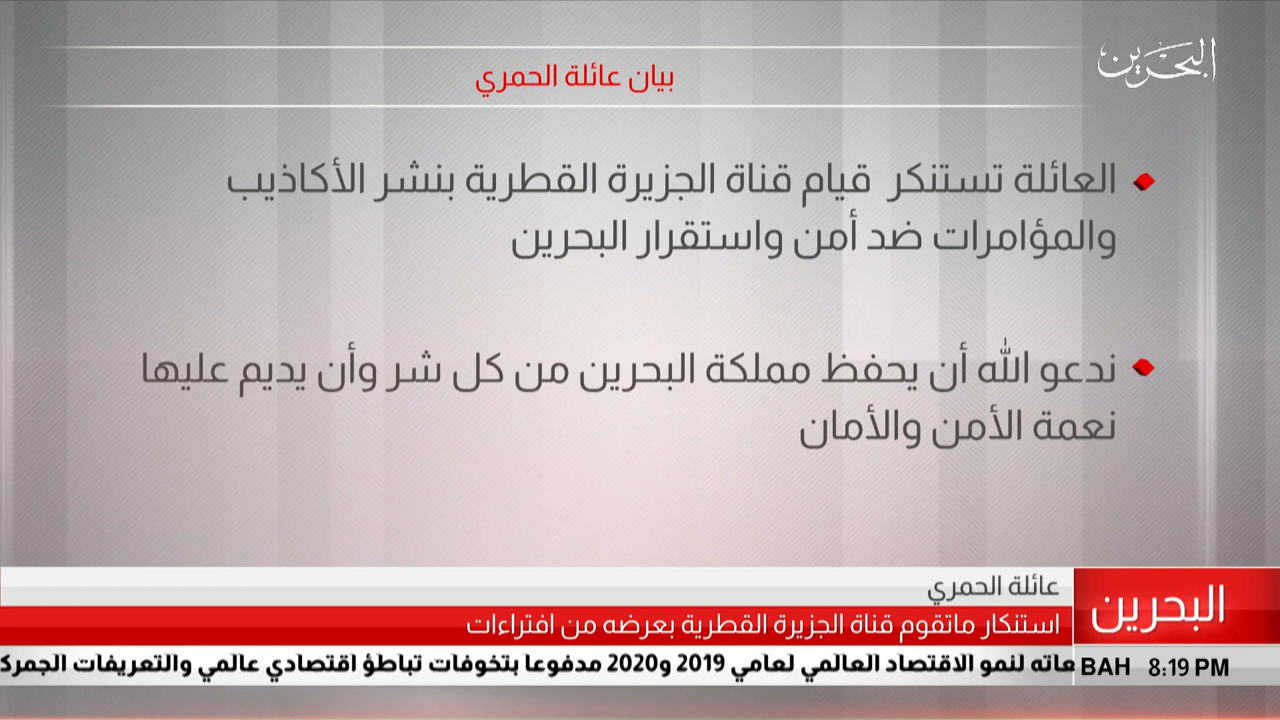 البحرين
بيان عائلة الحمري
العائلة تستنكر قيام قناة الجزيرة القطرية بنشر الأكاذيب
والمؤامرات ضد أمن واستقرار البحرين
ندعو الله أن يحفظ مملكة البحرين من كل شر وأن يديم عليها
نعمة الأمن والأمان
عائلة الحمري
البحرين
استنكار ماتقوم قناة الجزيرة القطرية بعرضه من افتراءات
لنمو الاقتصاد العالمي لعامي 2019 و2020 مدفوعا بتخوفات تباطؤ اقتصادي عالمي والتعريفات
BAH 8:19 PM